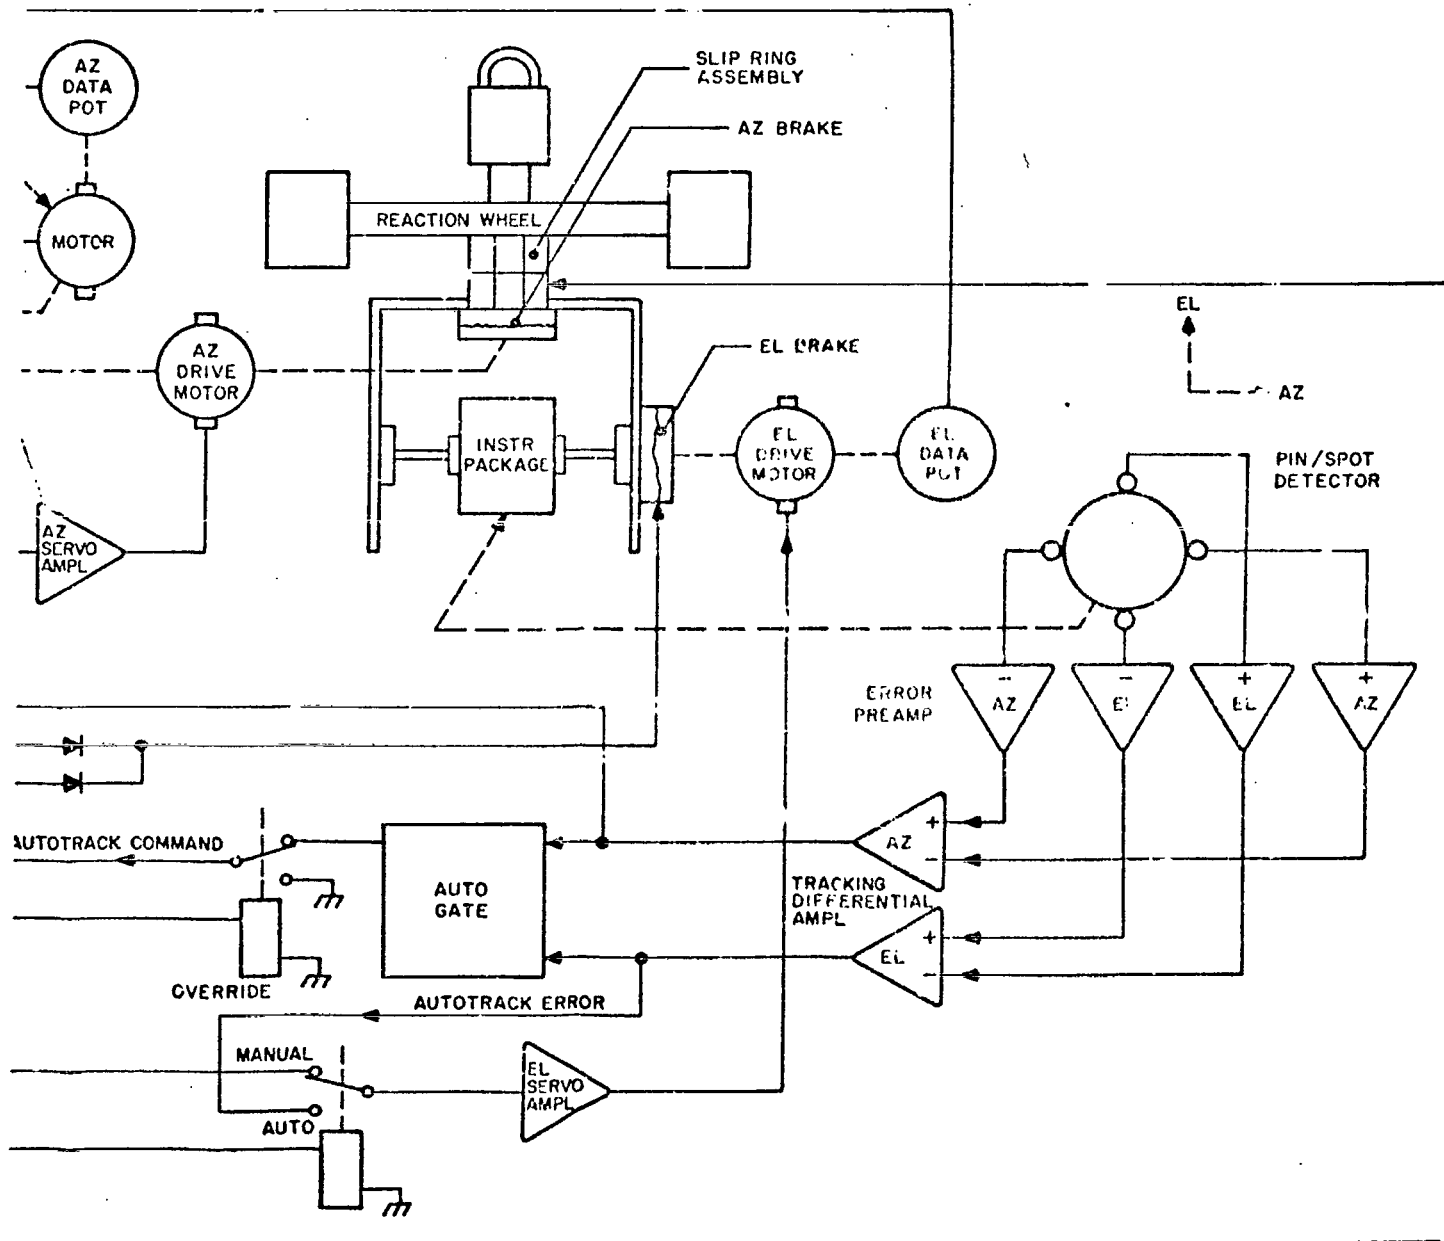 AZ
DATA
POT
SLIP RING
ASSEMBLY
AZ BRAKE
REACTION WHEEL
MOTOR
EL
AZ
AZ
DRIVE
MOTOR
EL BRAKE
INSTR
PACKAGE
EL
DRIVE
MOTOR
EL
DATA
POT
PIN/SPOT
DETECTOR
AZ
SERVO
AMPL
ERROR
PREAMP
- AZ
- EL
+ EL
+ AZ
AUTOTRACK COMMAND
AUTO
GATE
AZ
+
-
TRACKING
DIFFERENTIAL
AMPL
EL
+
-
OVERRIDE
AUTOTRACK ERROR
MANUAL
AUTO
EL
SERVO
AMPL